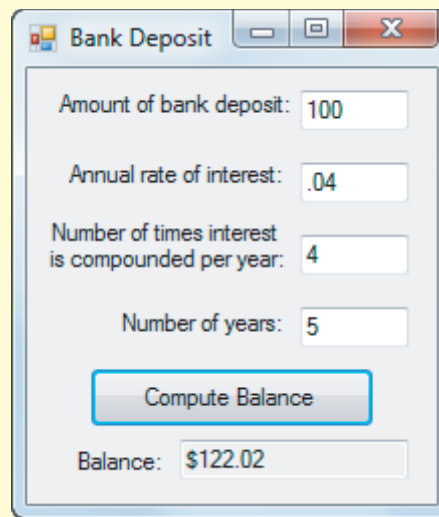 Bank Deposit
Amount of bank deposit: 100
Annual rate of interest: .04
Number of times interest
is compounded per year: 4
Number of years: 5
Compute Balance
Balance: $122.02